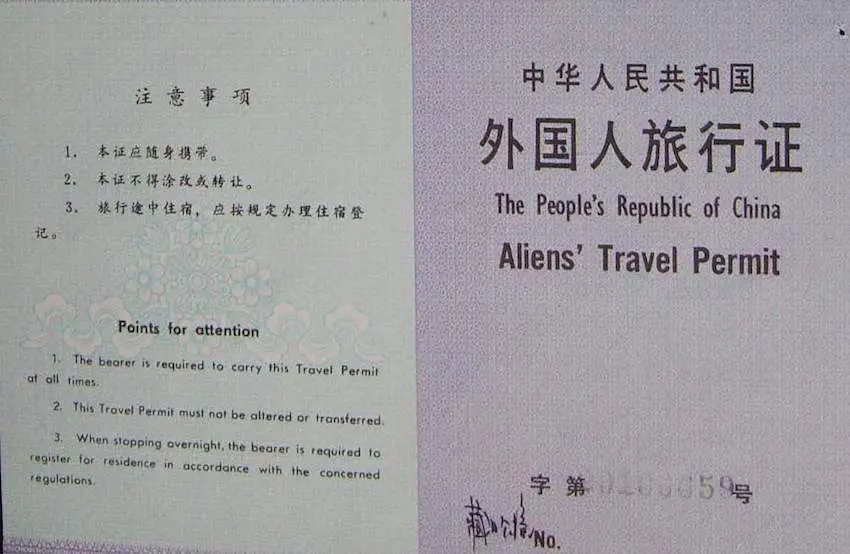 注意事项
1. 本证应随身携带。
2. 本证不得涂改或转让。
3. 旅行途中住宿，应按规定办理住宿登
记。
Points for attention
1. The bearer is required to carry this Travel Permit
at all times.
2. This Travel Permit must not be altered or transferred.
3. When stopping overnight, the bearer is required to
register for residence in accordance with the concerned
regulations.
中华人民共和国
外国人旅行证
The People's Republic of China
Aliens' Travel Permit
字第 号
藏 No.